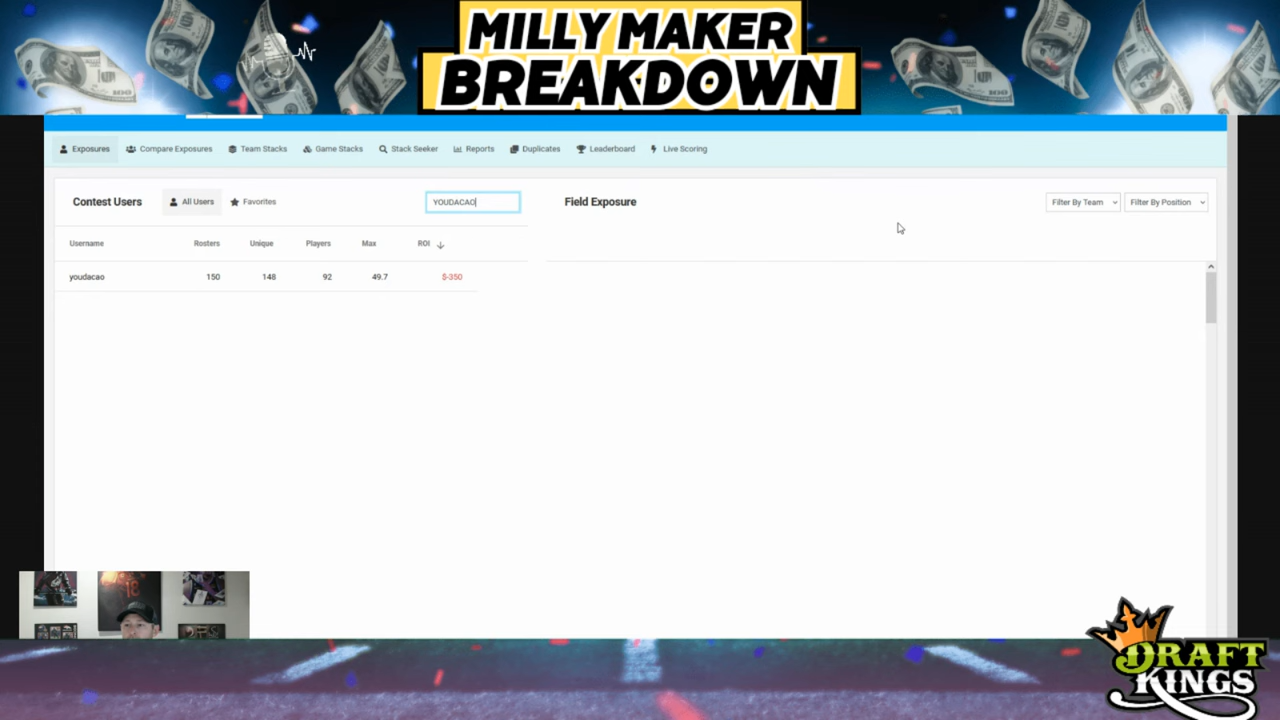 MILLY MAKER
BREAKDOWN
Exposures Compare Exposures Team Stacks Game Stacks Stack Seeker Reports Duplicates Leaderboard Live Scoring
Contest Users All Users Favorites YOUDACAO Field Exposure Filter By Team Filter By Position
Username Rosters Unique Players Max ROI
youdacao 150 148 92 49.7 $-350
DRAFT
KINGS